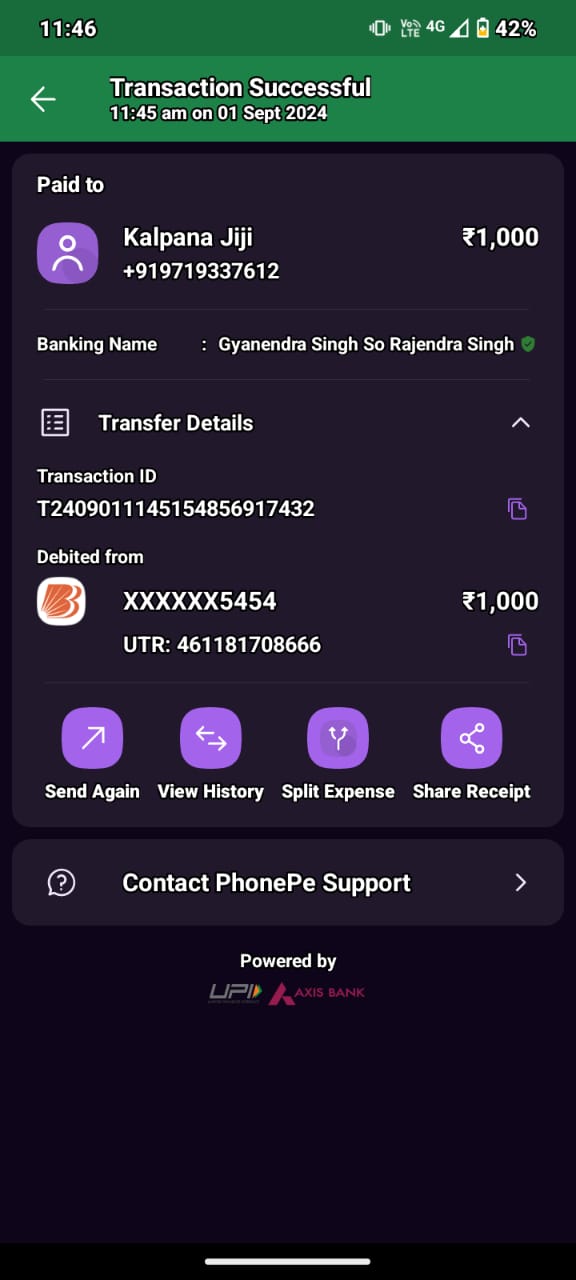 11:46
Vo LTE 4G 42%
Transaction Successful
11:45 am on 01 Sept 2024
Paid to
Kalpana Jiji ₹1,000
+919719337612
Banking Name : Gyanendra Singh So Rajendra Singh
Transfer Details
Transaction ID
T2409011145154856917432
Debited from
XXXXXX5454 ₹1,000
UTR: 461181708666
Send Again View History Split Expense Share Receipt
Contact PhonePe Support
Powered by
UPI AXIS BANK